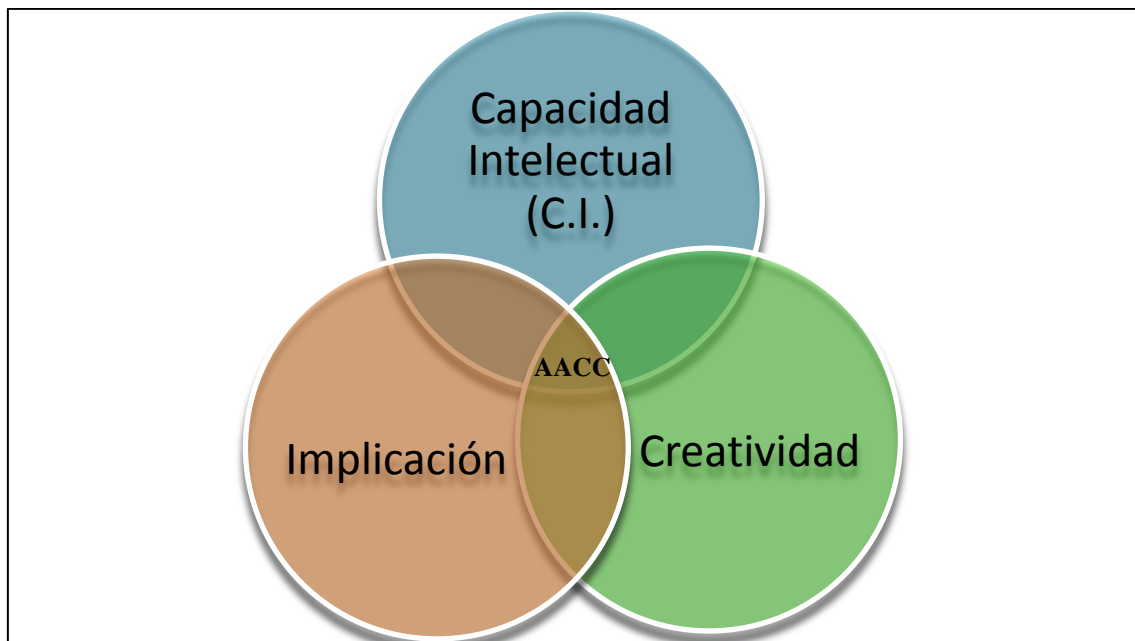 Capacidad
Intelectual
(C.I.)
AACC
Implicación
Creatividad